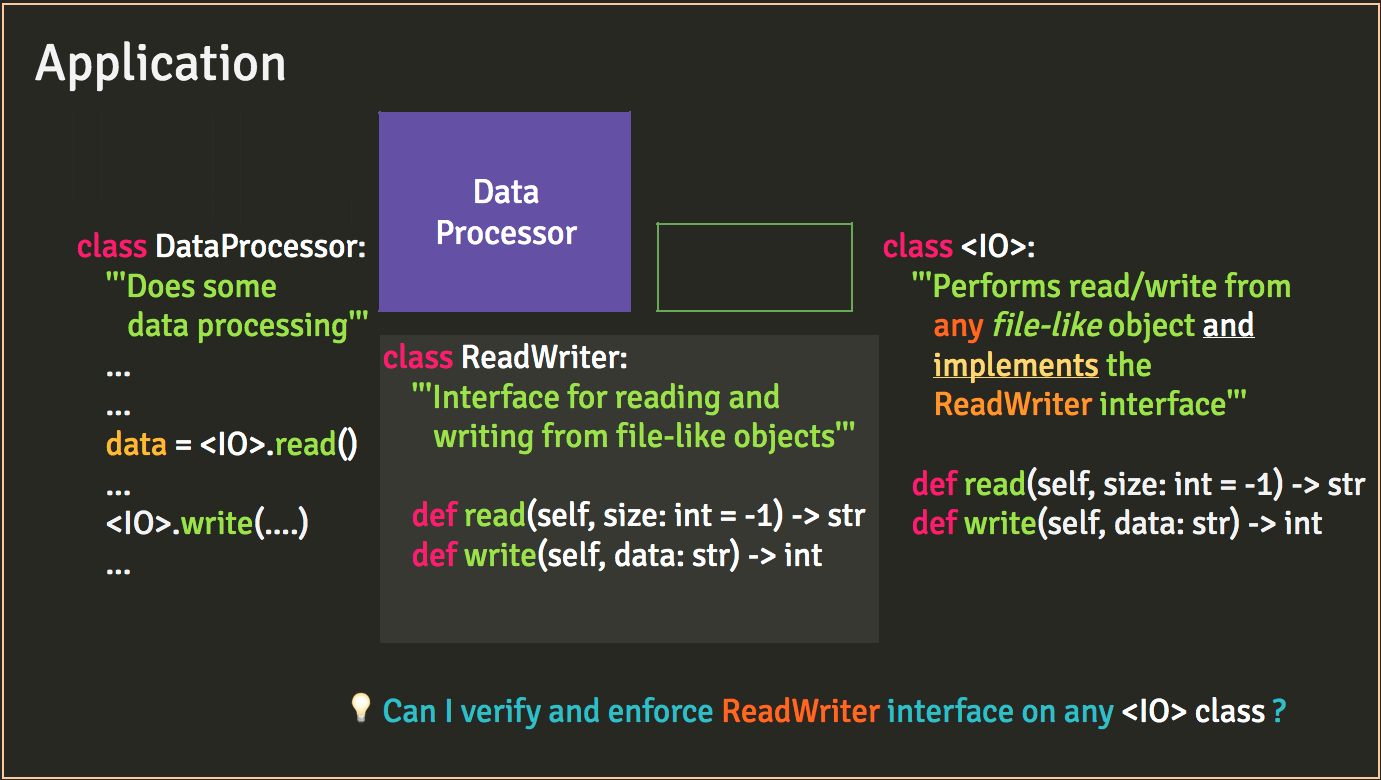 Application
Data
Processor
class DataProcessor:
'''Does some
data processing'''
...
...
data = <IO>.read()
...
<IO>.write(....)
...
class ReadWriter:
'''Interface for reading and
writing from file-like objects'''
def read(self, size: int = -1) -> str
def write(self, data: str) -> int
class <IO>:
'''Performs read/write from
any file-like object and
implements the
ReadWriter interface'''
def read(self, size: int = -1) -> str
def write(self, data: str) -> int
Can I verify and enforce ReadWriter interface on any <IO> class ?